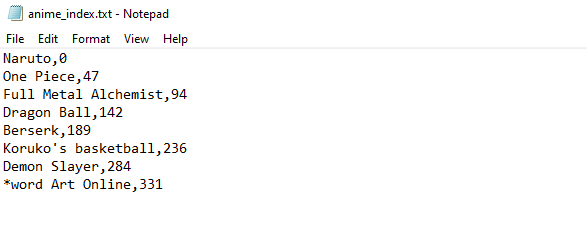 anime_index.txt - Notepad
File Edit Format View Help
Naruto,0
One Piece,47
Full Metal Alchemist,94
Dragon Ball,142
Berserk,189
Koruko's basketball,236
Demon Slayer,284
*word Art Online,331